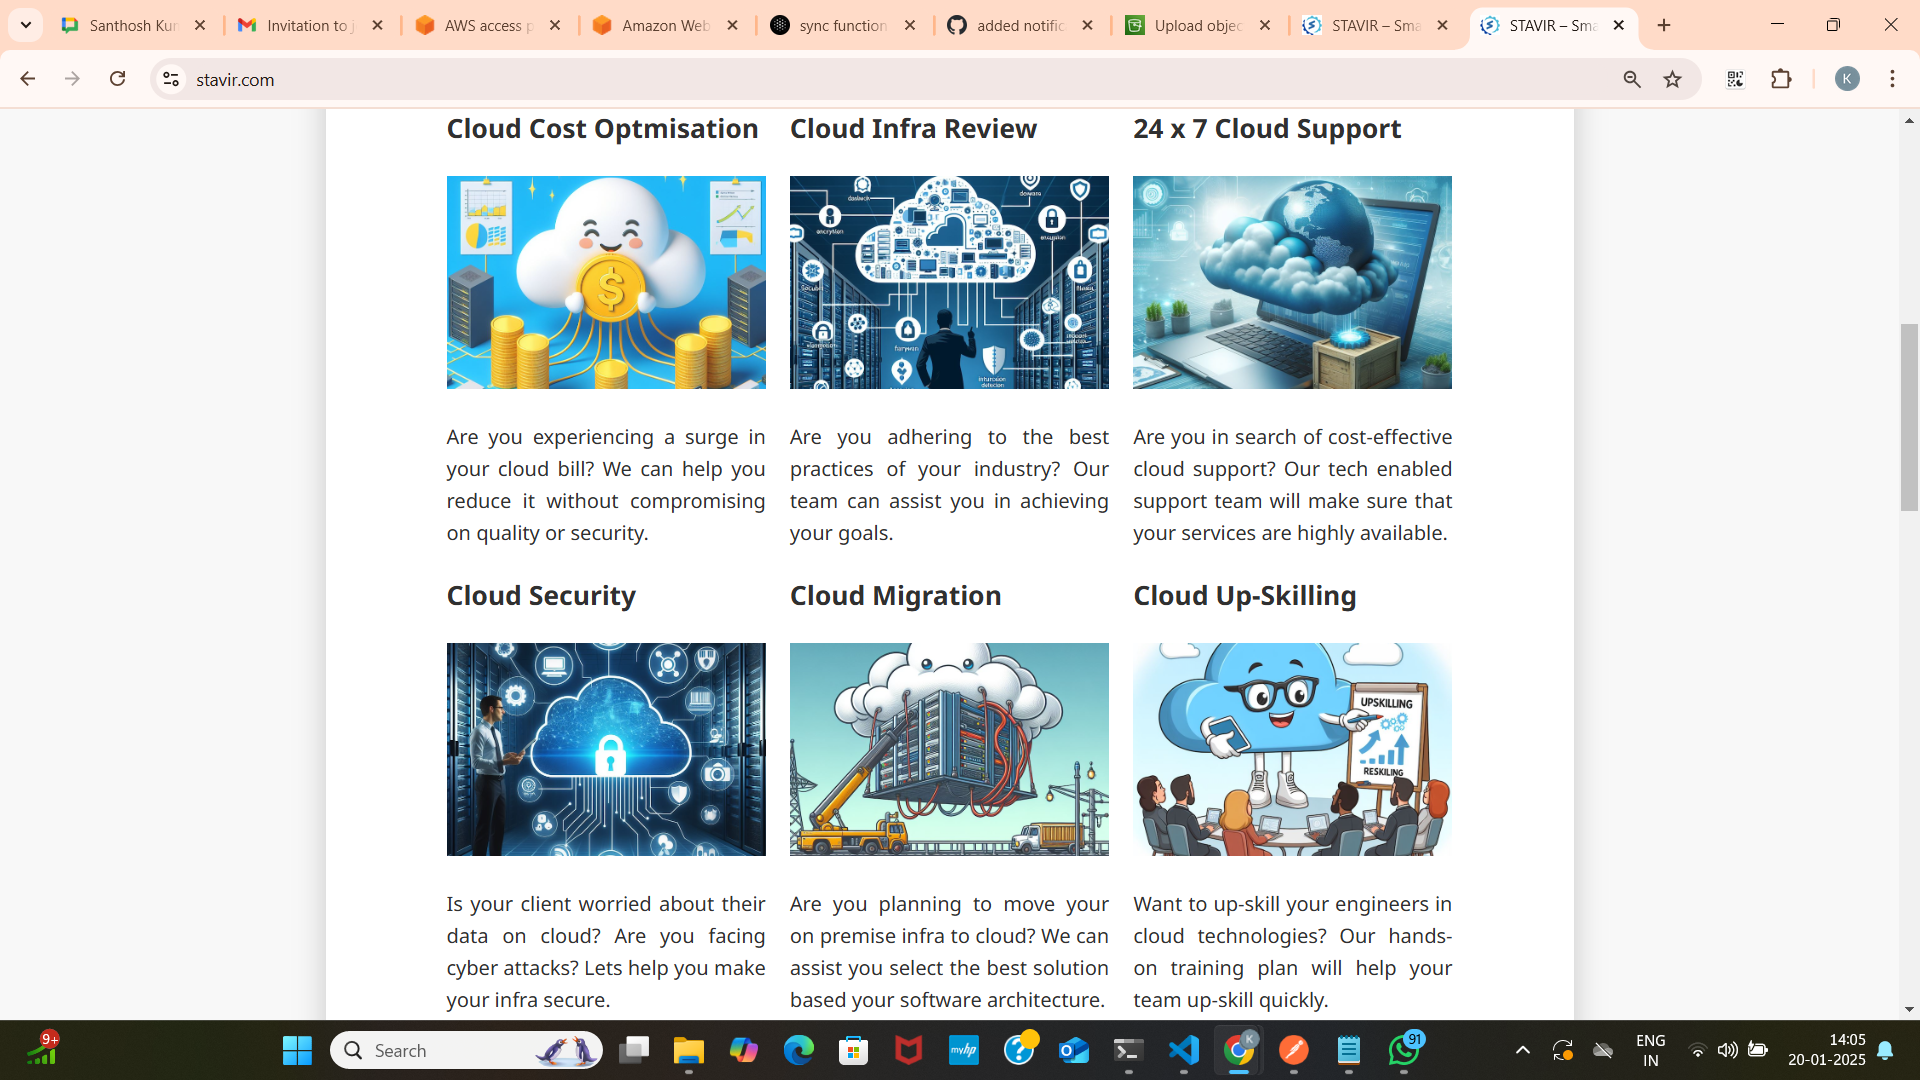 Santhosh Kur
Invitation to j
AWS access p
Amazon Web
sync function
added notific
Upload objec
STAVIR – Sma
STAVIR – Sma
stavir.com
K
Cloud Cost Optmisation
Cloud Infra Review
24 x 7 Cloud Support
encryption
Firewall
intrusion
detection
Are you experiencing a surge in
your cloud bill? We can help you
reduce it without compromising
on quality or security.
Are you adhering to the best
practices of your industry? Our
team can assist you in achieving
your goals.
Are you in search of cost-effective
cloud support? Our tech enabled
support team will make sure that
your services are highly available.
Cloud Security
Cloud Migration
Cloud Up-Skilling
UPSKILLING
RESKILING
Is your client worried about their
data on cloud? Are you facing
cyber attacks? Lets help you make
your infra secure.
Are you planning to move your
on premise infra to cloud? We can
assist you select the best solution
based your software architecture.
Want to up-skill your engineers in
cloud technologies? Our hands-
on training plan will help your
team up-skill quickly.
9+
Search
myhp
K
91
ENG
IN
14:05
20-01-2025